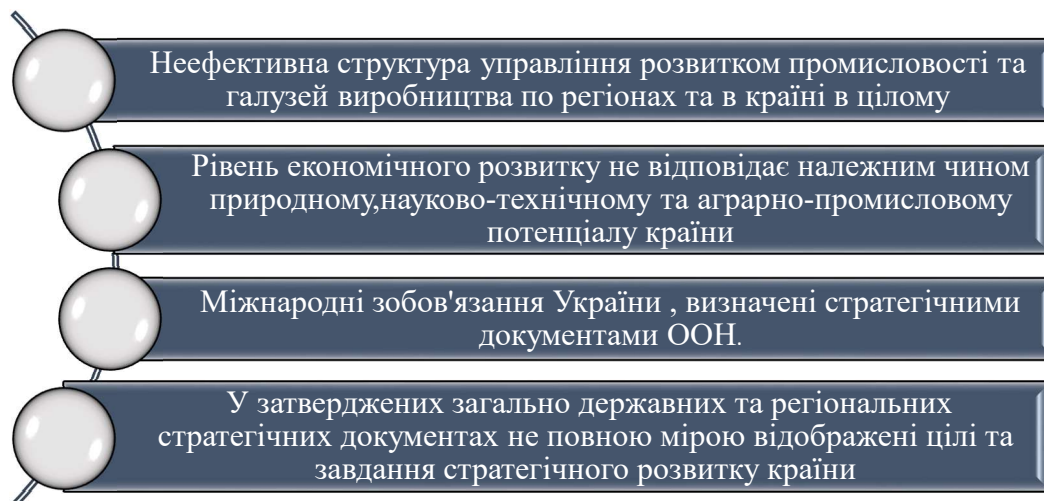 Неефективна структура управління розвитком промисловості та
галузей виробництва по регіонах та в країні в цілому
Рівень економічного розвитку не відповідає належним чином
природному,науково-технічному та аграрно-промисловому
потенціалу країни
Міжнародні зобов'язання України , визначені стратегічними
документами ООН.
У затверджених загально державних та регіональних
стратегічних документах не повною мірою відображені цілі та
завдання стратегічного розвитку країни